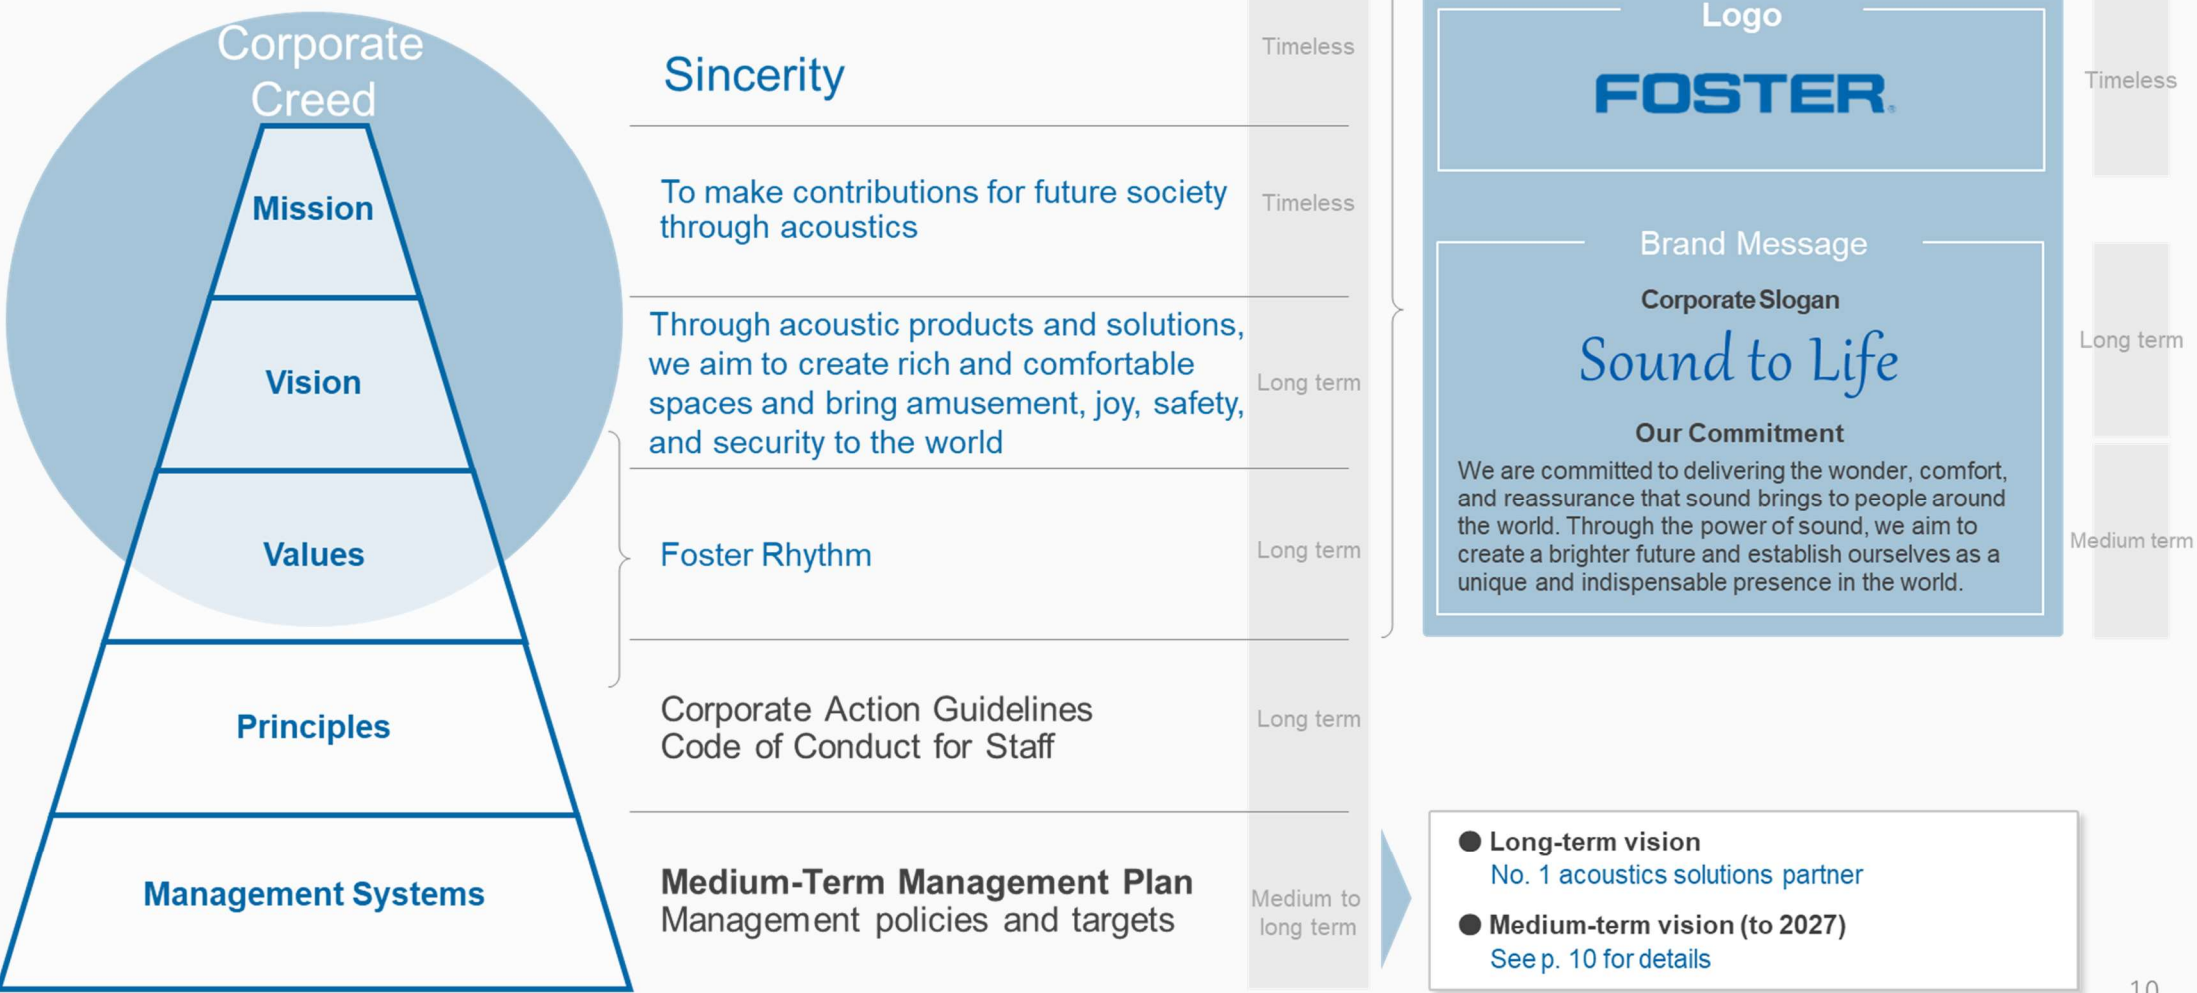 Corporate
Creed
Sincerity
Timeless
Mission
To make contributions for future society
through acoustics
Timeless
Vision
Through acoustic products and solutions,
we aim to create rich and comfortable
spaces and bring amusement, joy, safety,
and security to the world
Long term
Values
Foster Rhythm
Long term
Principles
Corporate Action Guidelines
Code of Conduct for Staff
Long term
Management Systems
Medium-Term Management Plan
Management policies and targets
Medium to
long term
Logo
FOSTER®
Timeless
Brand Message
Corporate Slogan
Sound to Life
Long term
Our Commitment
We are committed to delivering the wonder, comfort,
and reassurance that sound brings to people around
the world. Through the power of sound, we aim to
create a brighter future and establish ourselves as a
unique and indispensable presence in the world.
Medium term
● Long-term vision
No. 1 acoustics solutions partner
● Medium-term vision (to 2027)
See p. 10 for details
10